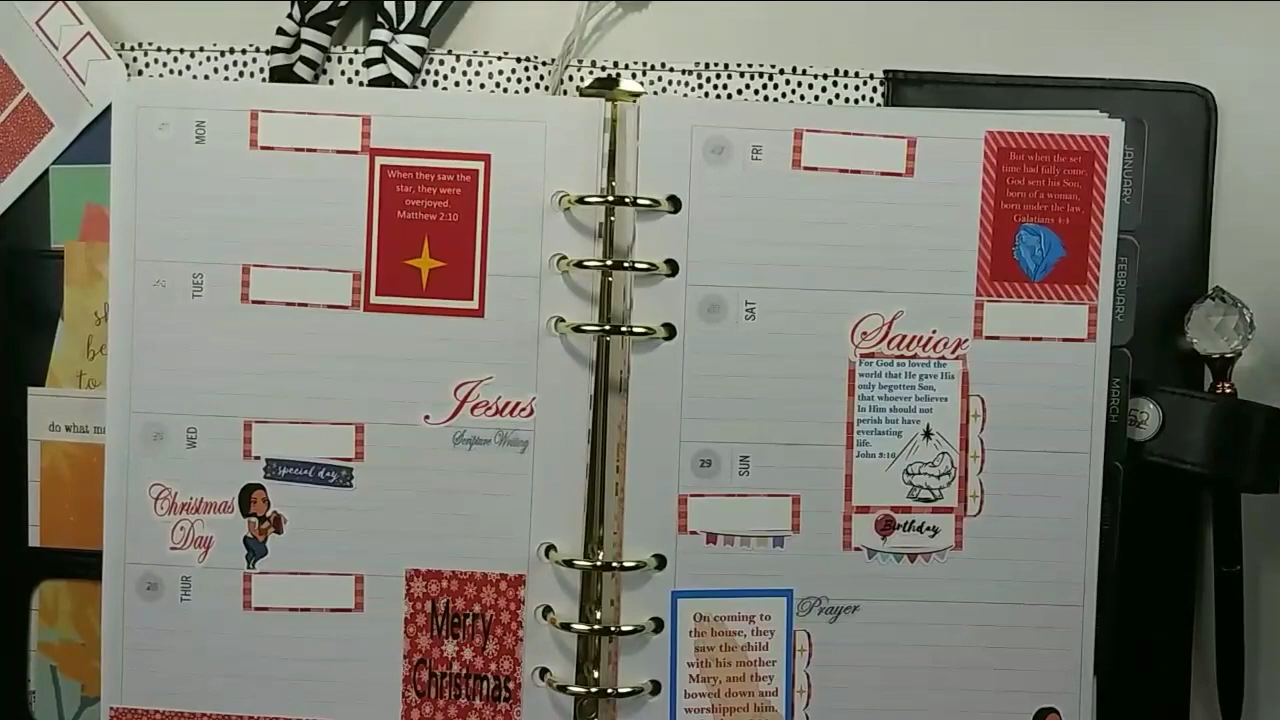 MON
When they saw the
star, they were
overjoyed.
Matthew 2:10
TUES
Jesus
Scripture Writing
WED
special day
Christmas
Day
THUR
Merry
Christmas
FRI
But when the set
time had fully come,
God sent his Son,
born of a woman,
born under the law.
Galatians 4:4
SAT
Savior
For God so loved the
world that He gave His
only begotten Son,
that whoever believes
In Him should not
perish but have
everlasting
life.
John 3:16
29
SUN
Birthday
On coming to
the house, they
saw the child
with his mother
Mary, and they
bowed down and
worshipped him.
Prayer
JANUARY
FEBRUARY
MARCH
52
be
to
do what